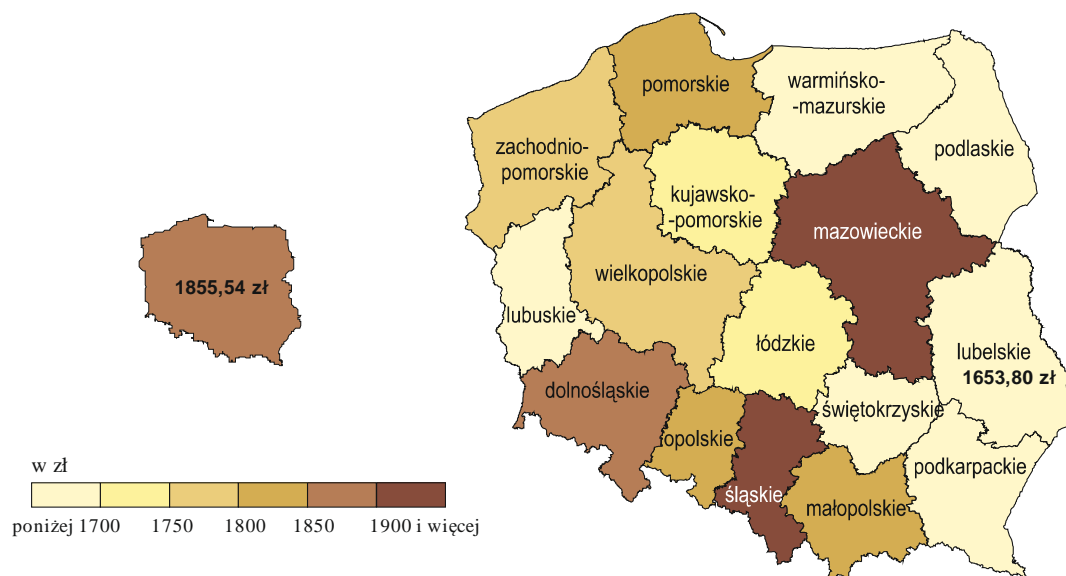 pomorskie
warmińsko-
-mazurskie
zachodnio-
pomorskie
podlaskie
kujawsko-
-pomorskie
mazowieckie
wielkopolskie
1855,54 zł
lubuskie
łódzkie
lubelskie
1653,80 zł
dolnośląskie
świętokrzyskie
opolskie
podkarpackie
śląskie
małopolskie
w zł
poniżej 1700 1750 1800 1850 1900 i więcej